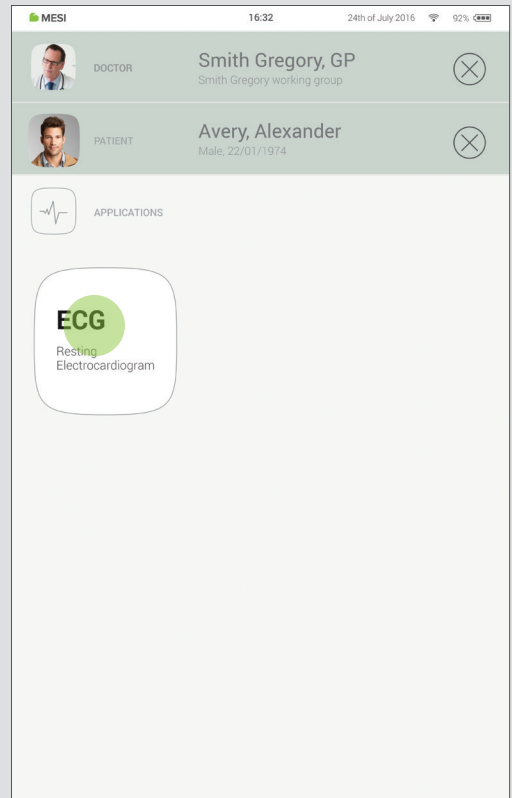 MESI 16:32 24th of July 2016 92%
DOCTOR
Smith Gregory, GP
Smith Gregory working group
PATIENT
Avery, Alexander
Male, 22/01/1974
APPLICATIONS
ECG
Resting
Electrocardiogram